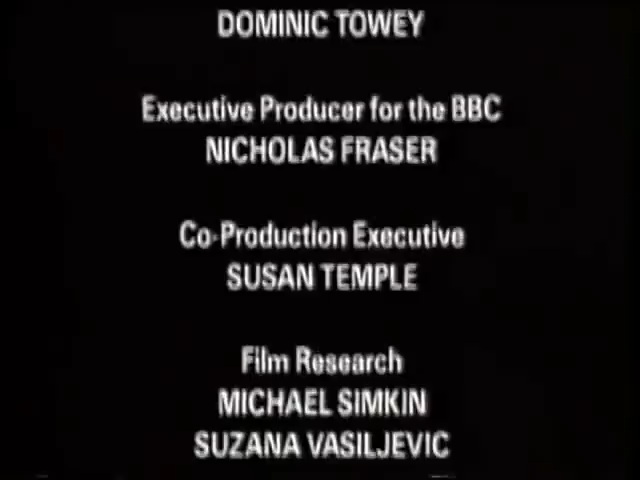 DOMINIC TOWEY
Executive Producer for the BBC
NICHOLAS FRASER
Co-Production Executive
SUSAN TEMPLE
Film Research
MICHAEL SIMKIN
SUZANA VASILJEVIC